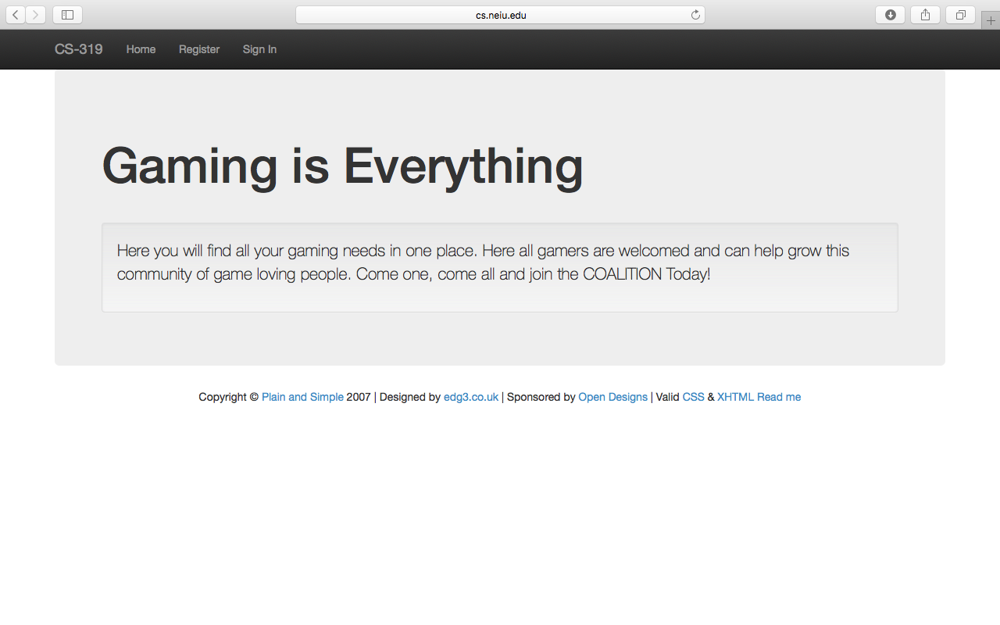 cs.neiu.edu
CS-319 Home Register Sign In
Gaming is Everything
Here you will find all your gaming needs in one place. Here all gamers are welcomed and can help grow this
community of game loving people. Come one, come all and join the COALITION Today!
Copyright © Plain and Simple 2007 | Designed by edg3.co.uk | Sponsored by Open Designs | Valid CSS & XHTML Read me